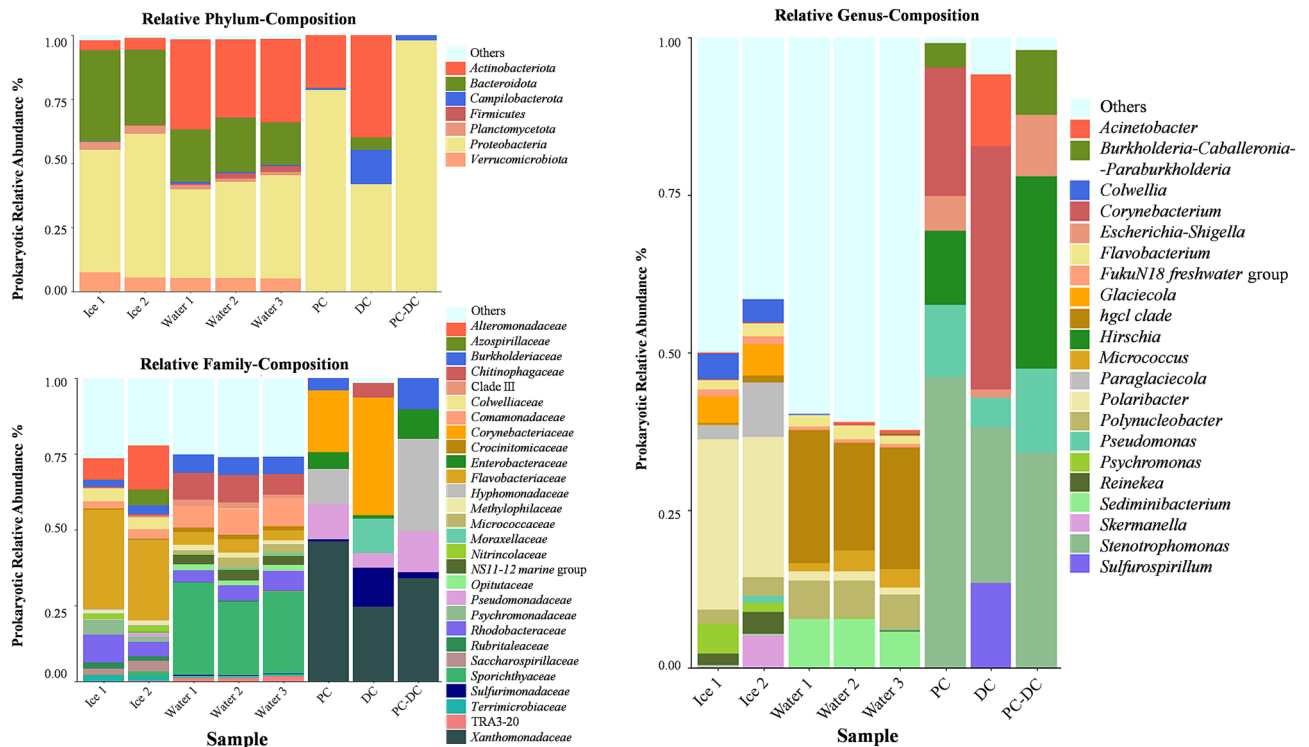 Relative Phylum-Composition
Prokaryotic Relative Abundance %
1.00
0.75
0.50
0.25
0.00
Ice 1
Ice 2
Water 1
Water 2
Water 3
PC
DC
PC-DC
Others
Actinobacteriota
Bacteroidota
Campilobacterota
Firmicutes
Planctomycetota
Proteobacteria
Verrucomicrobiota
Relative Family-Composition
Prokaryotic Relative Abundance %
1.00
0.75
0.50
0.25
0.00
Ice 1
Ice 2
Water 1
Water 2
Water 3
PC
DC
PC-DC
Sample
Others
Alteromonadaceae
Azospirillaceae
Burkholderiaceae
Chitinophagaceae
Clade III
Colwelliaceae
Comamonadaceae
Corynebacteriaceae
Crocinitomicaceae
Enterobacteraceae
Flavobacteriaceae
Hyphomonadaceae
Methylophilaceae
Micrococcaceae
Moraxellaceae
Nitrincolaceae
NS11-12 marine group
Opitutaceae
Pseudomonadaceae
Psychromonadaceae
Rhodobacteraceae
Rubritaleaceae
Saccharospirillaceae
Sporichthyaceae
Sulfurimonadaceae
Terrimicrobiaceae
TRA3-20
Xanthomonadaceae
Relative Genus-Composition
Prokaryotic Relative Abundance %
1.00
0.75
0.50
0.25
0.00
Ice 1
Ice 2
Water 1
Water 2
Water 3
PC
DC
PC-DC
Sample
Others
Acinetobacter
Burkholderia-Caballeronia-
-Paraburkholderia
Colwellia
Corynebacterium
Escherichia-Shigella
Flavobacterium
FukuN18 freshwater group
Glaciecola
hgcl clade
Hirschia
Micrococcus
Paraglaciecola
Polaribacter
Polynucleobacter
Pseudomonas
Psychromonas
Reinekea
Sediminibacterium
Skermanella
Stenotrophomonas
Sulfurospirillum